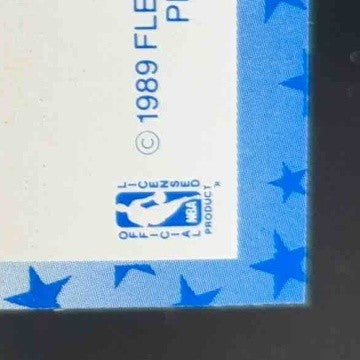 © 1989 FLE
P
OFFICIAL
LICENSED
NBA
PRODUCT